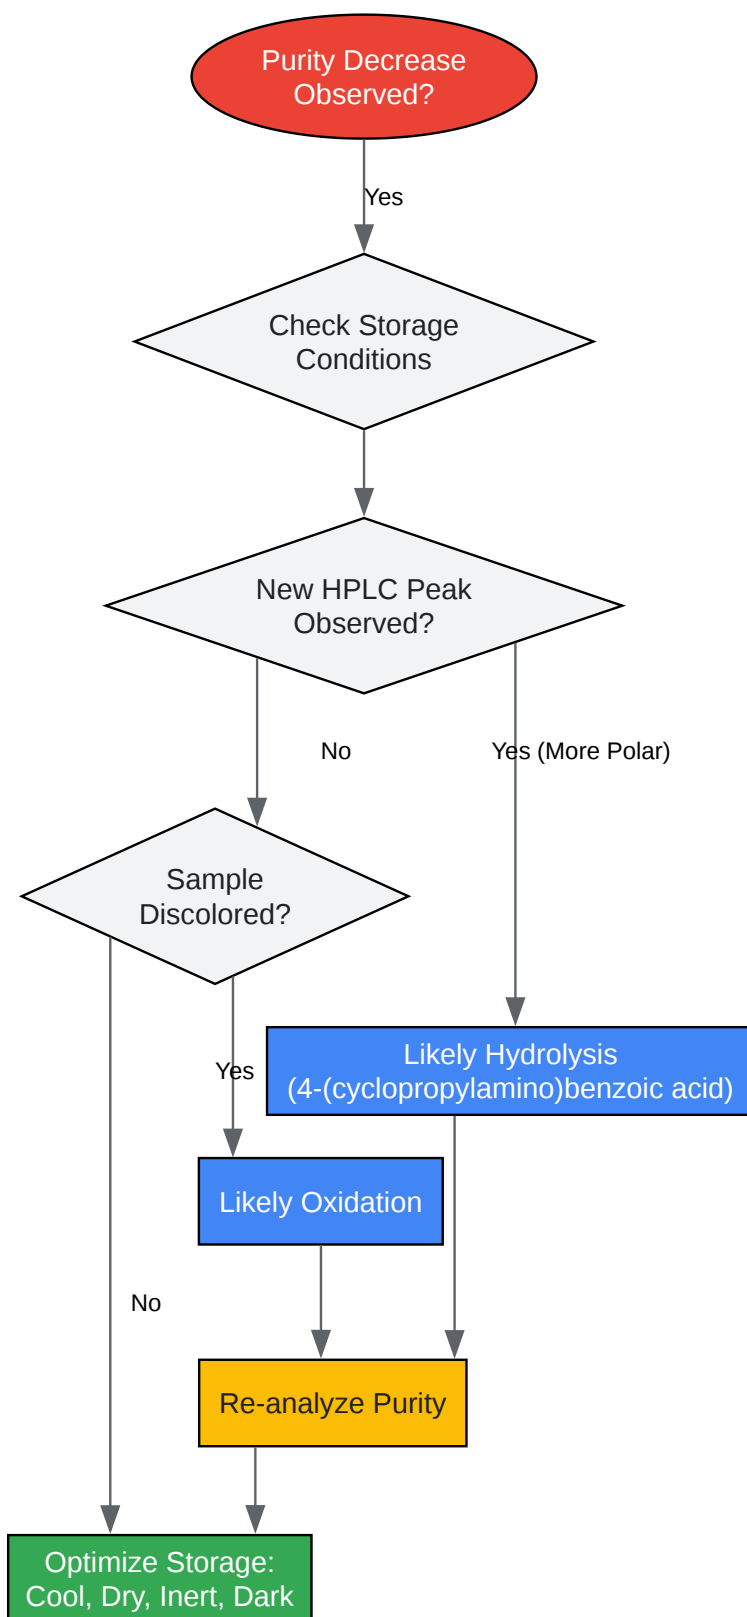 Purity Decrease
Observed?
Yes
Check Storage
Conditions
New HPLC Peak
Observed?
No
Yes (More Polar)
Sample
Discolored?
Likely Hydrolysis
(4-(cyclopropylamino)benzoic acid)
Yes
Likely Oxidation
No
Re-analyze Purity
Optimize Storage:
Cool, Dry, Inert, Dark